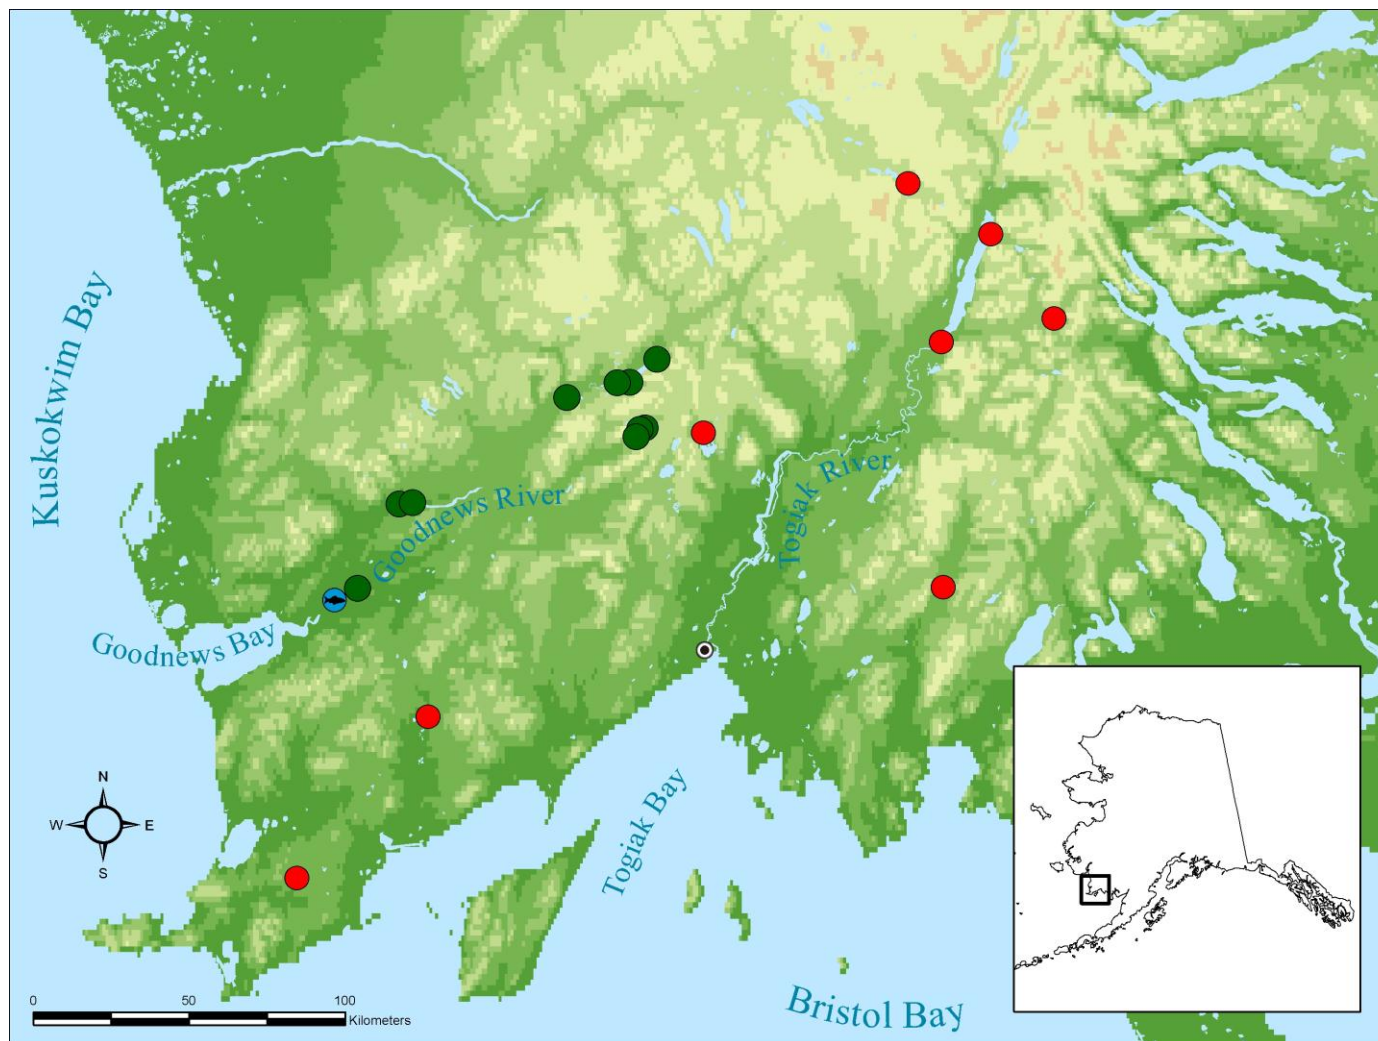 Kuskokwim Bay
Togiak River
Goodnews River
Goodnews Bay
N
W
E
S
Togiak Bay
0
50
100
Kilometers
Bristol Bay